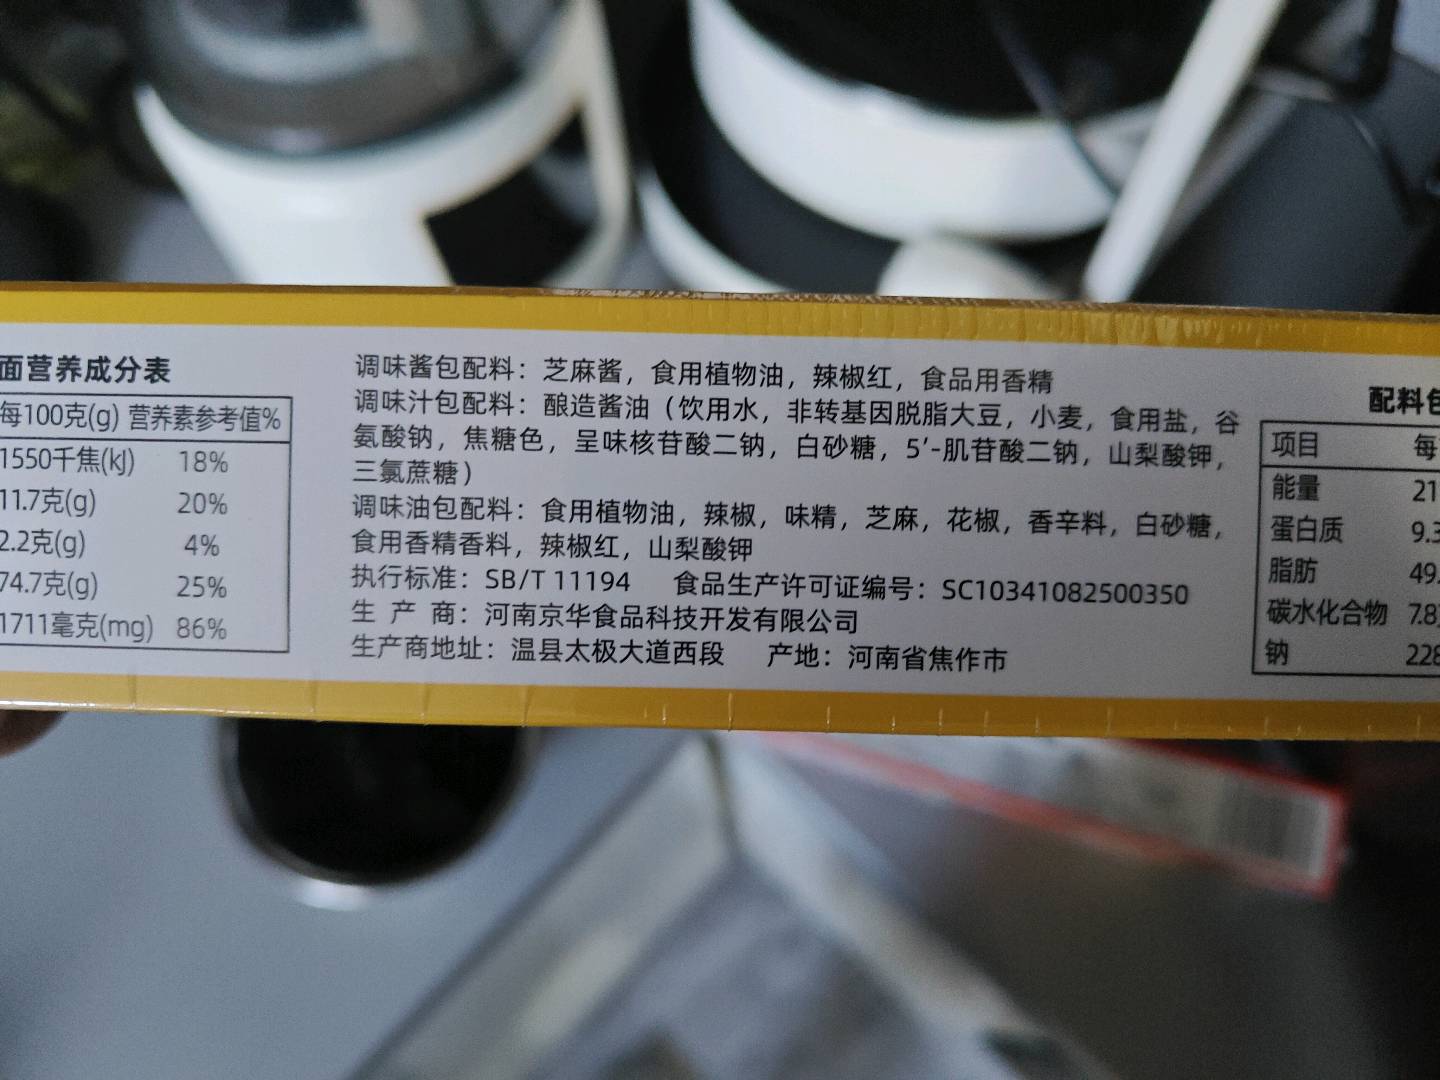 面营养成分表
每100克(g) 营养素参考值%
1550千焦(kJ) 18%
11.7克(g) 20%
2.2克(g) 4%
74.7克(g) 25%
1711毫克(mg) 86%
调味酱包配料：芝麻酱，食用植物油，辣椒红，食品用香精
调味汁包配料：酿造酱油（饮用水，非转基因脱脂大豆，小麦，食用盐，谷
氨酸钠，焦糖色，呈味核苷酸二钠，白砂糖，5'-肌苷酸二钠，山梨酸钾，
三氯蔗糖）
调味油包配料：食用植物油，辣椒，味精，芝麻，花椒，香辛料，白砂糖，
食用香精香料，辣椒红，山梨酸钾
执行标准：SB/T 11194 食品生产许可证编号：SC10341082500350
生 产 商：河南京华食品科技开发有限公司
生产商地址：温县太极大道西段 产地：河南省焦作市
配料包
项目 每
能量 21
蛋白质 9.3
脂肪 49.
碳水化合物 7.8
钠 228